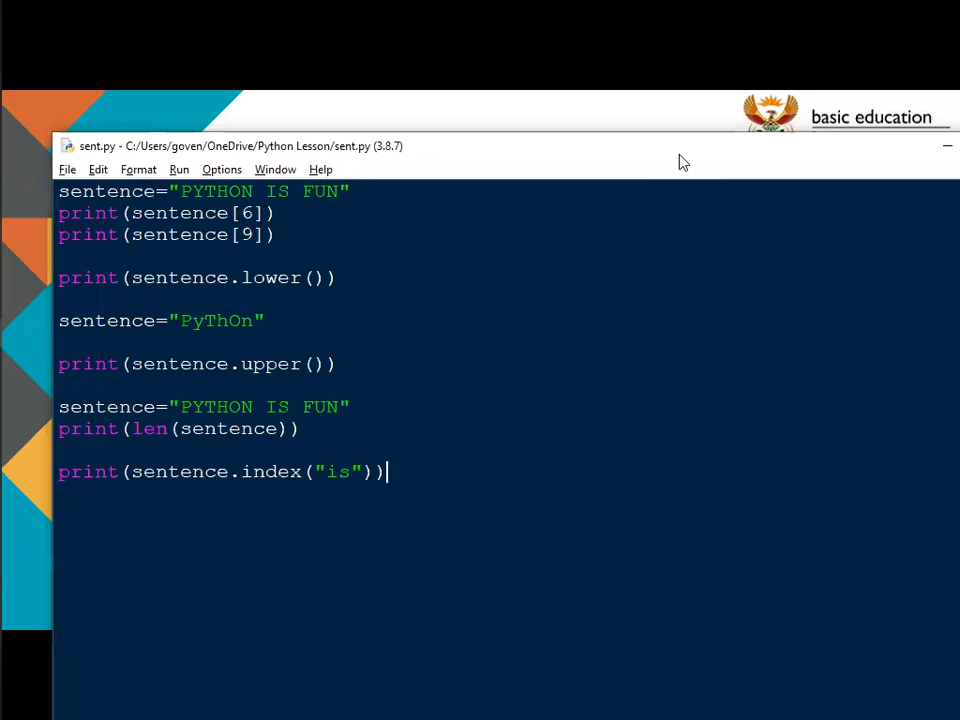 basic education
sent.py - C:/Users/goven/OneDrive/Python Lesson/sent.py (3.8.7)
File Edit Format Run Options Window Help
sentence="PYTHON IS FUN"
print(sentence[6])
print(sentence[9])
print(sentence.lower())
sentence="PyThOn"
print(sentence.upper())
sentence="PYTHON IS FUN"
print(len(sentence))
print(sentence.index("is"))